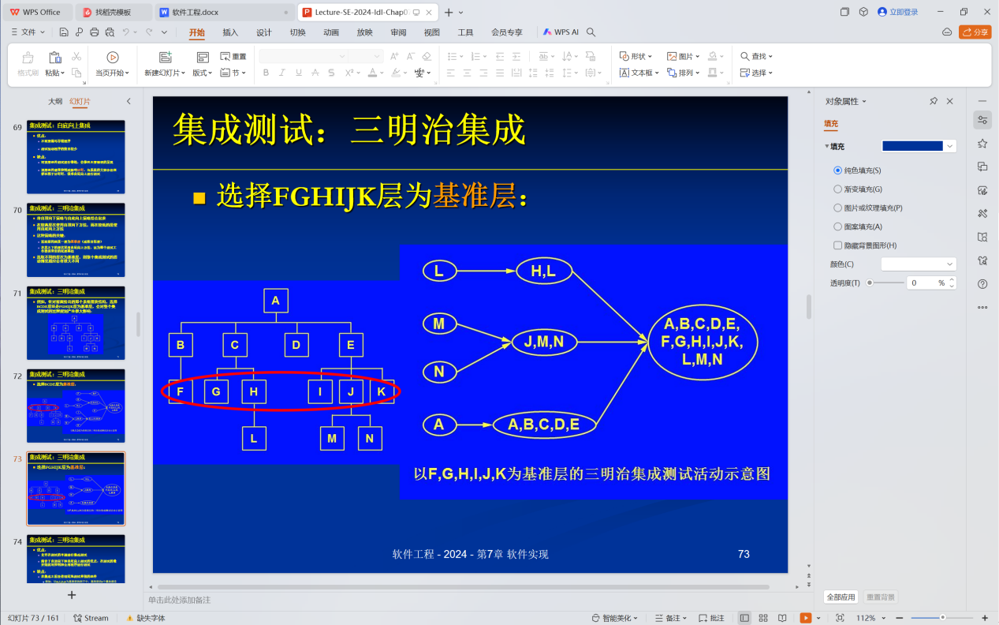 WPS Office
找稻壳模板
软件工程.docx
Lecture-SE-2024-ldl-Chap0
立即登录
文件
开始 插入 设计 切换 动画 放映 审阅 视图 工具 会员专享 WPS AI
分享
格式刷 粘贴 当页开始 新建幻灯片 版式 重置 节
形状 图片 文本框 排列 查找 选择
大纲 幻灯片
69
集成测试：自底向上集成
70
集成测试：三明治集成
71
集成测试：三明治集成
72
集成测试：三明治集成
选择BCDE层为基准层：
73
集成测试：三明治集成
选择FGHIJK层为基准层：
74
集成测试：三明治集成
集成测试：三明治集成
选择FGHIJK层为基准层：
A
B C D E
F G H I J K
L M N
L
H,L
M
N
J,M,N
A
A,B,C,D,E
A,B,C,D,E,
F,G,H,I,J,K,
L,M,N
以F,G,H,I,J,K为基准层的三明治集成测试活动示意图
软件工程 - 2024 - 第7章 软件实现
73
单击此处添加备注
对象属性
填充
填充
纯色填充(S)
渐变填充(G)
图片或纹理填充(P)
图案填充(A)
隐藏背景图形(H)
颜色(C)
透明度(T) 0 %
全部应用 重置背景
幻灯片 73 / 161 Stream 缺失字体
智能美化 备注 批注 112%